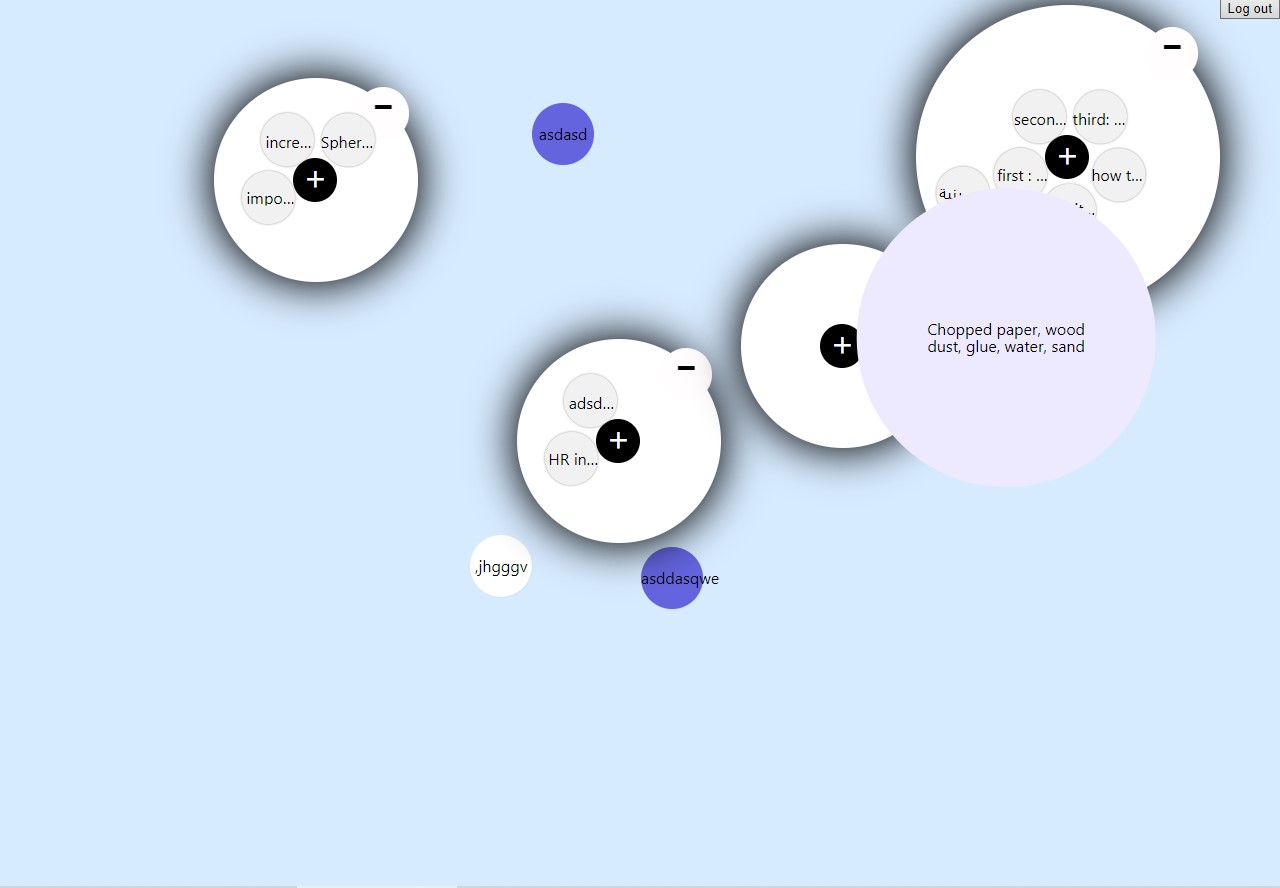 Log out
asdasd
incre...
Spher...
impo...
secon...
third: ...
first : ...
how t...
Chopped paper, wood
dust, glue, water, sand
adsd...
HR in...
,jhgggv
asddasqwe